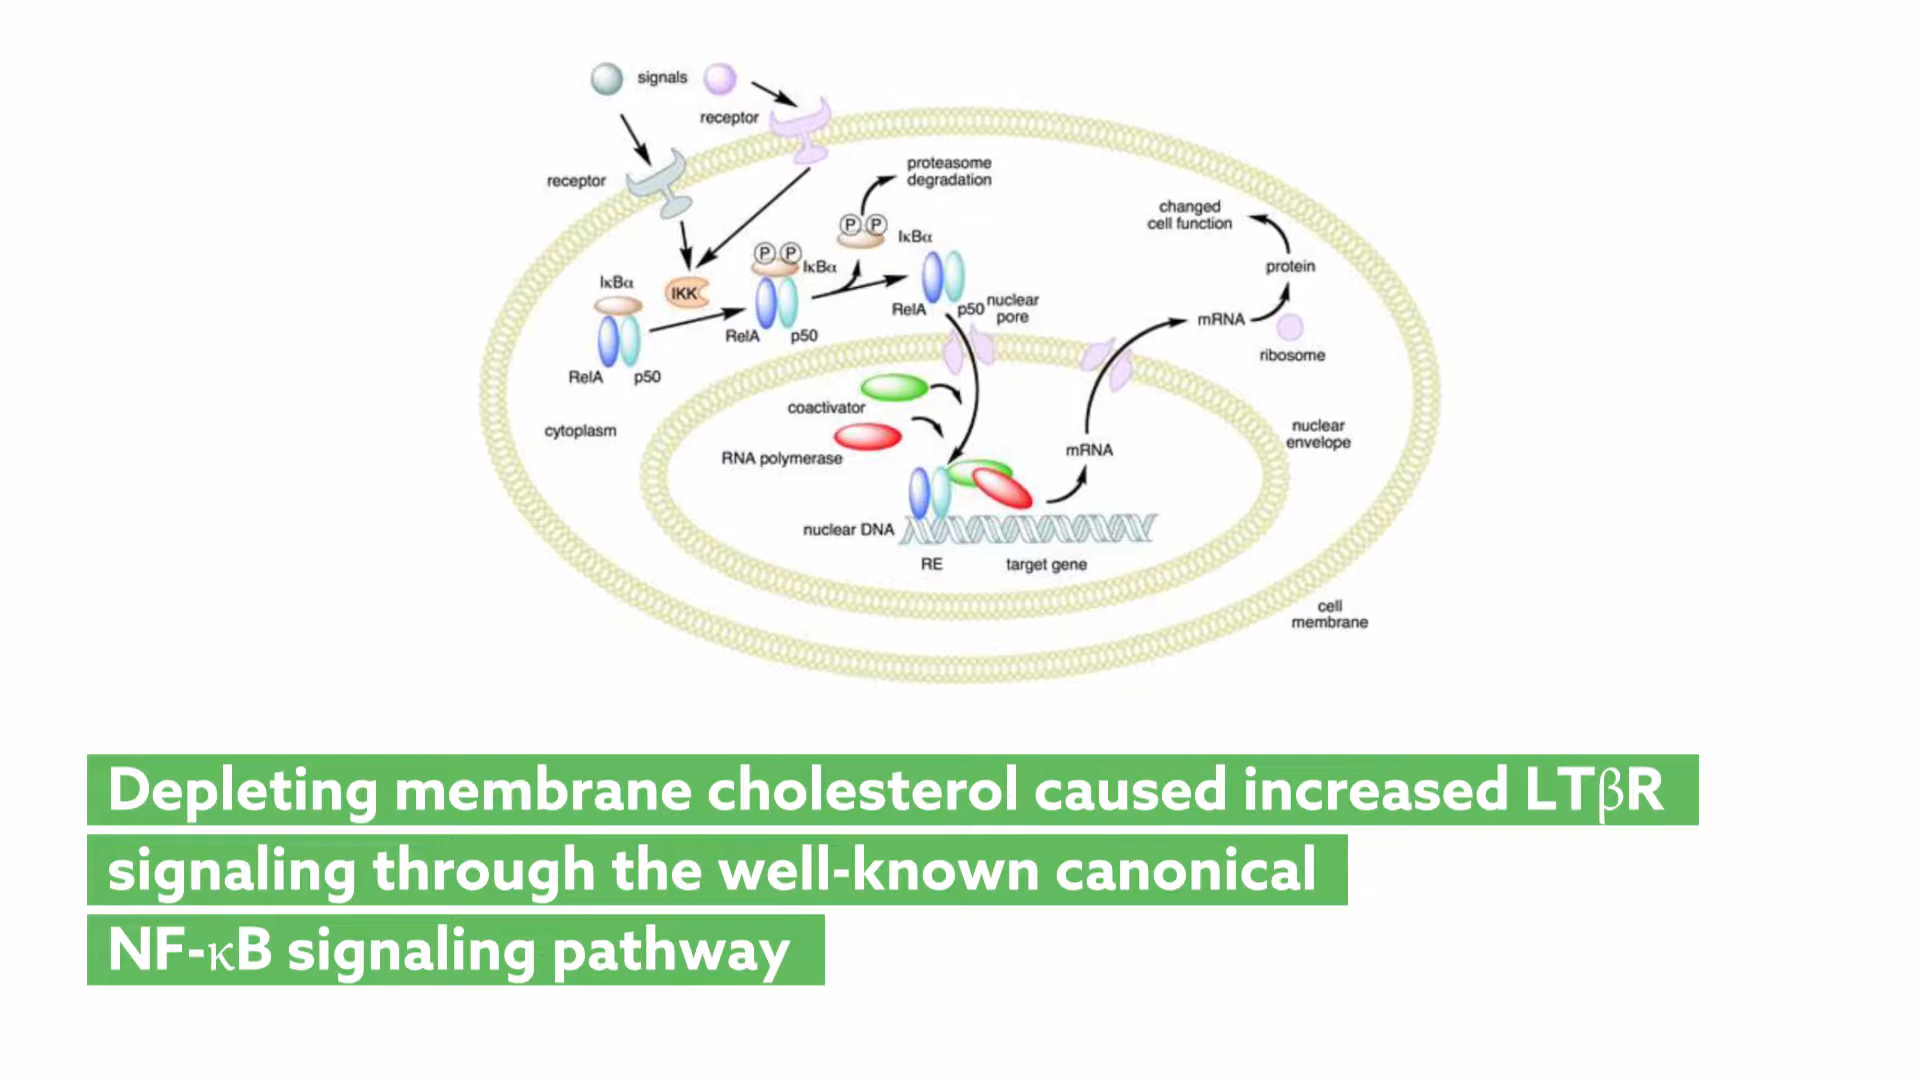 signals
receptor
receptor
proteasome
degradation
changed
cell function
P P
IκBα
P P
IκBα
protein
IκBα
IKK
RelA
p50
nuclear
pore
RelA
p50
mRNA
ribosome
RelA
p50
coactivator
cytoplasm
nuclear
envelope
RNA polymerase
mRNA
nuclear DNA
RE
target gene
cell
membrane
Depleting membrane cholesterol caused increased LTβR
signaling through the well-known canonical
NF-κB signaling pathway